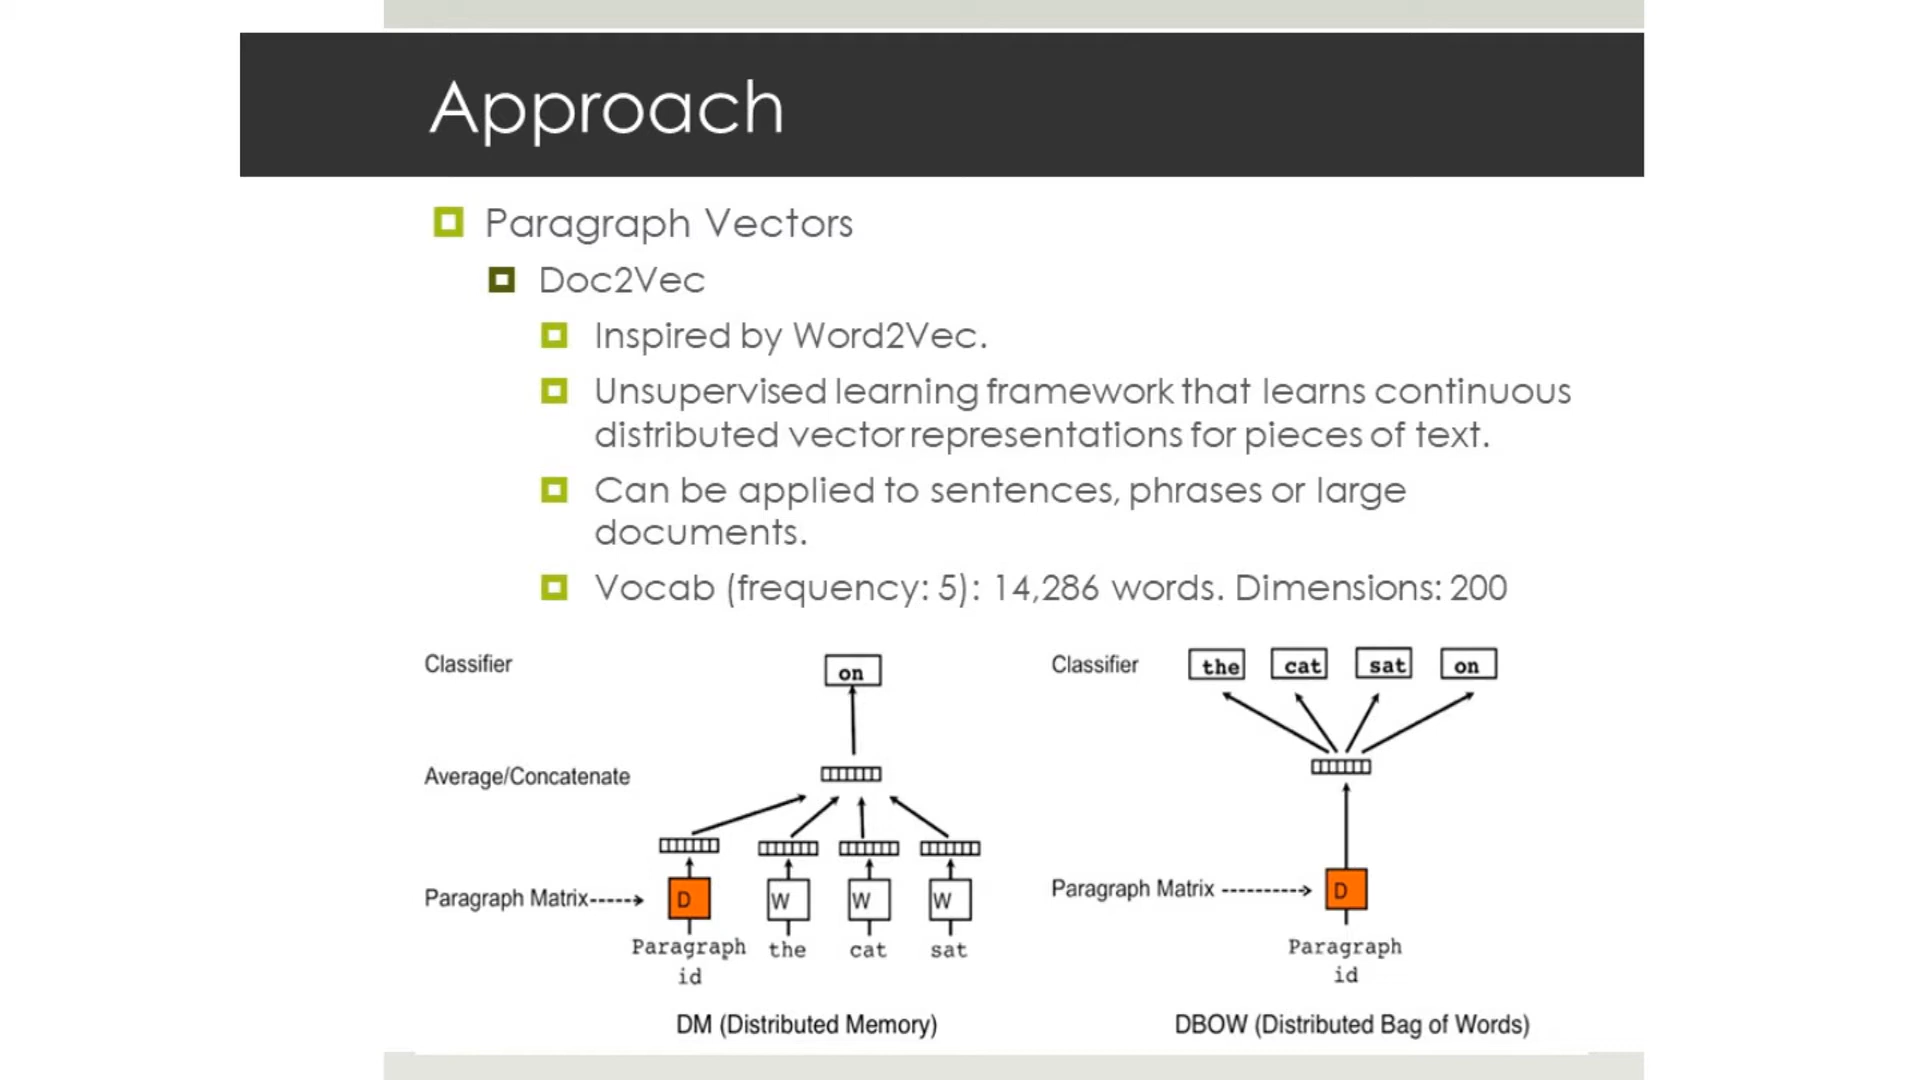 Approach
Paragraph Vectors
Doc2Vec
Inspired by Word2Vec.
Unsupervised learning framework that learns continuous
distributed vector representations for pieces of text.
Can be applied to sentences, phrases or large
documents.
Vocab (frequency: 5): 14,286 words. Dimensions: 200
Classifier
on
Average/Concatenate
Paragraph Matrix
D
W
W
W
Paragraph
id
the
cat
sat
DM (Distributed Memory)
Classifier
the
cat
sat
on
Paragraph Matrix
D
Paragraph
id
DBOW (Distributed Bag of Words)